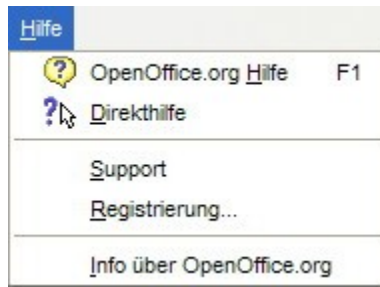 Hilfe
OpenOffice.org Hilfe F1
Direkthilfe
Support
Registrierung...
Info über OpenOffice.org